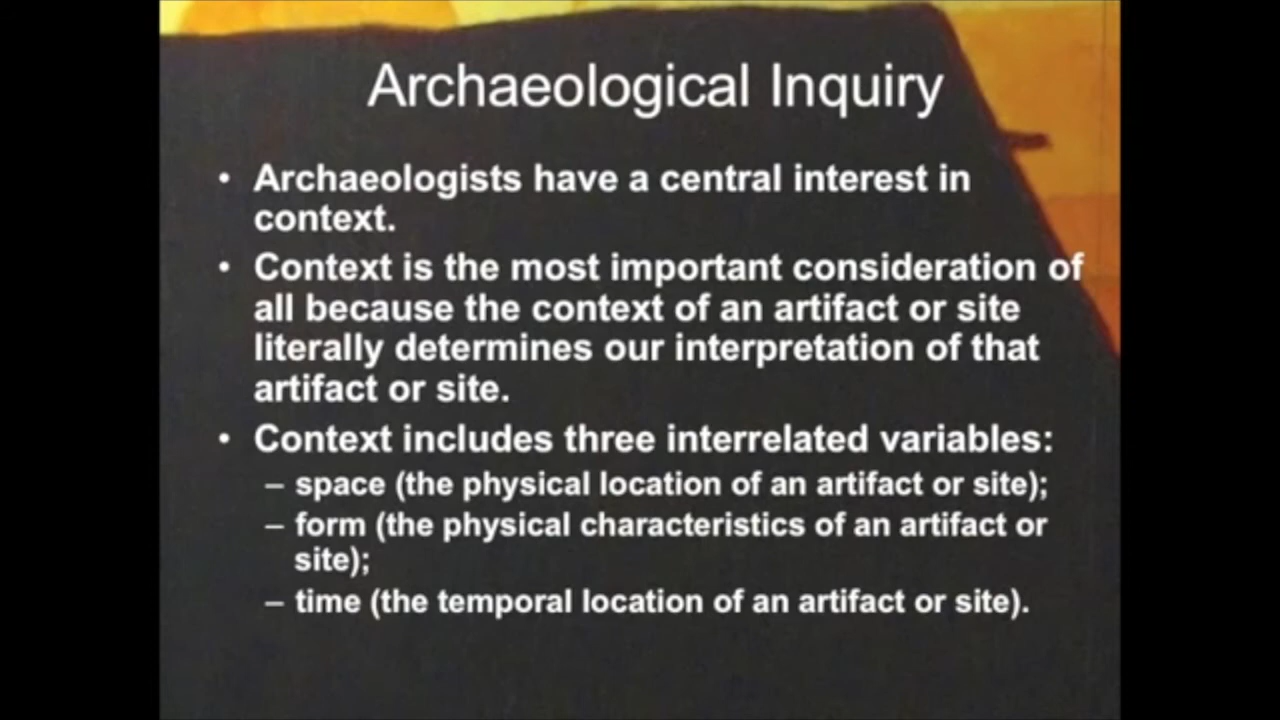 Archaeological Inquiry
• Archaeologists have a central interest in
context.
• Context is the most important consideration of
all because the context of an artifact or site
literally determines our interpretation of that
artifact or site.
• Context includes three interrelated variables:
– space (the physical location of an artifact or site);
– form (the physical characteristics of an artifact or
site);
– time (the temporal location of an artifact or site).